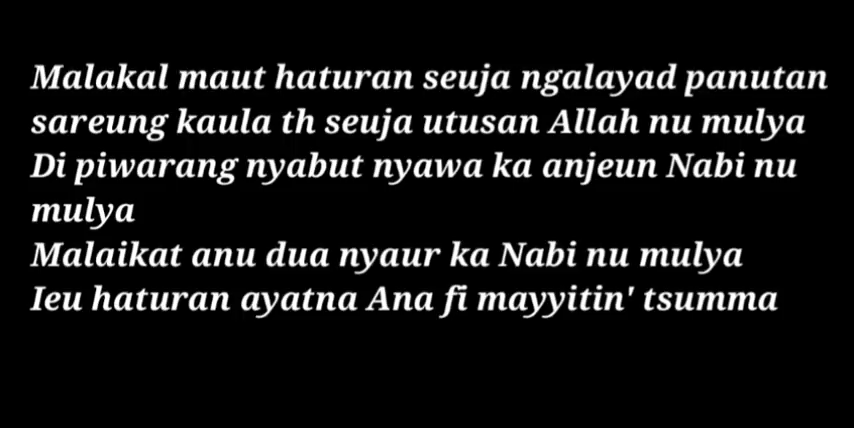 Malakal maut haturan seuja ngalayad panutan
sareung kaula th seuja utusan Allah nu mulya
Di piwarang nyabut nyawa ka anjeun Nabi nu
mulya
Malaikat anu dua nyaur ka Nabi nu mulya
Ieu haturan ayatna Ana fi mayyitin' tsumma